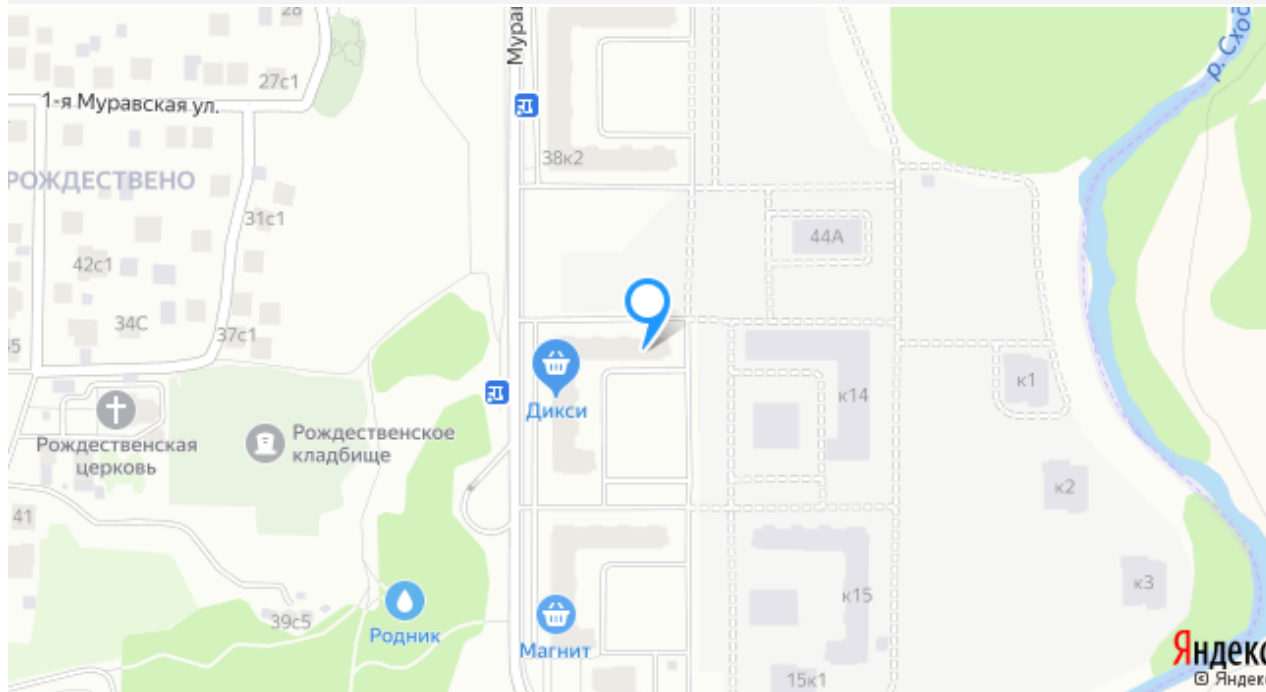 28
27с1
1-я Муравская ул.
Мура
38к2
р. Сход
РОЖДЕСТВЕНО
31с1
44А
42с1
34С
37с1
45
к1
Дикси
к14
Рождественская
церковь
Рождественское
кладбище
41
к2
к3
39с5
Родник
Магнит
к15
15к1
Яндекс
© Яндекс